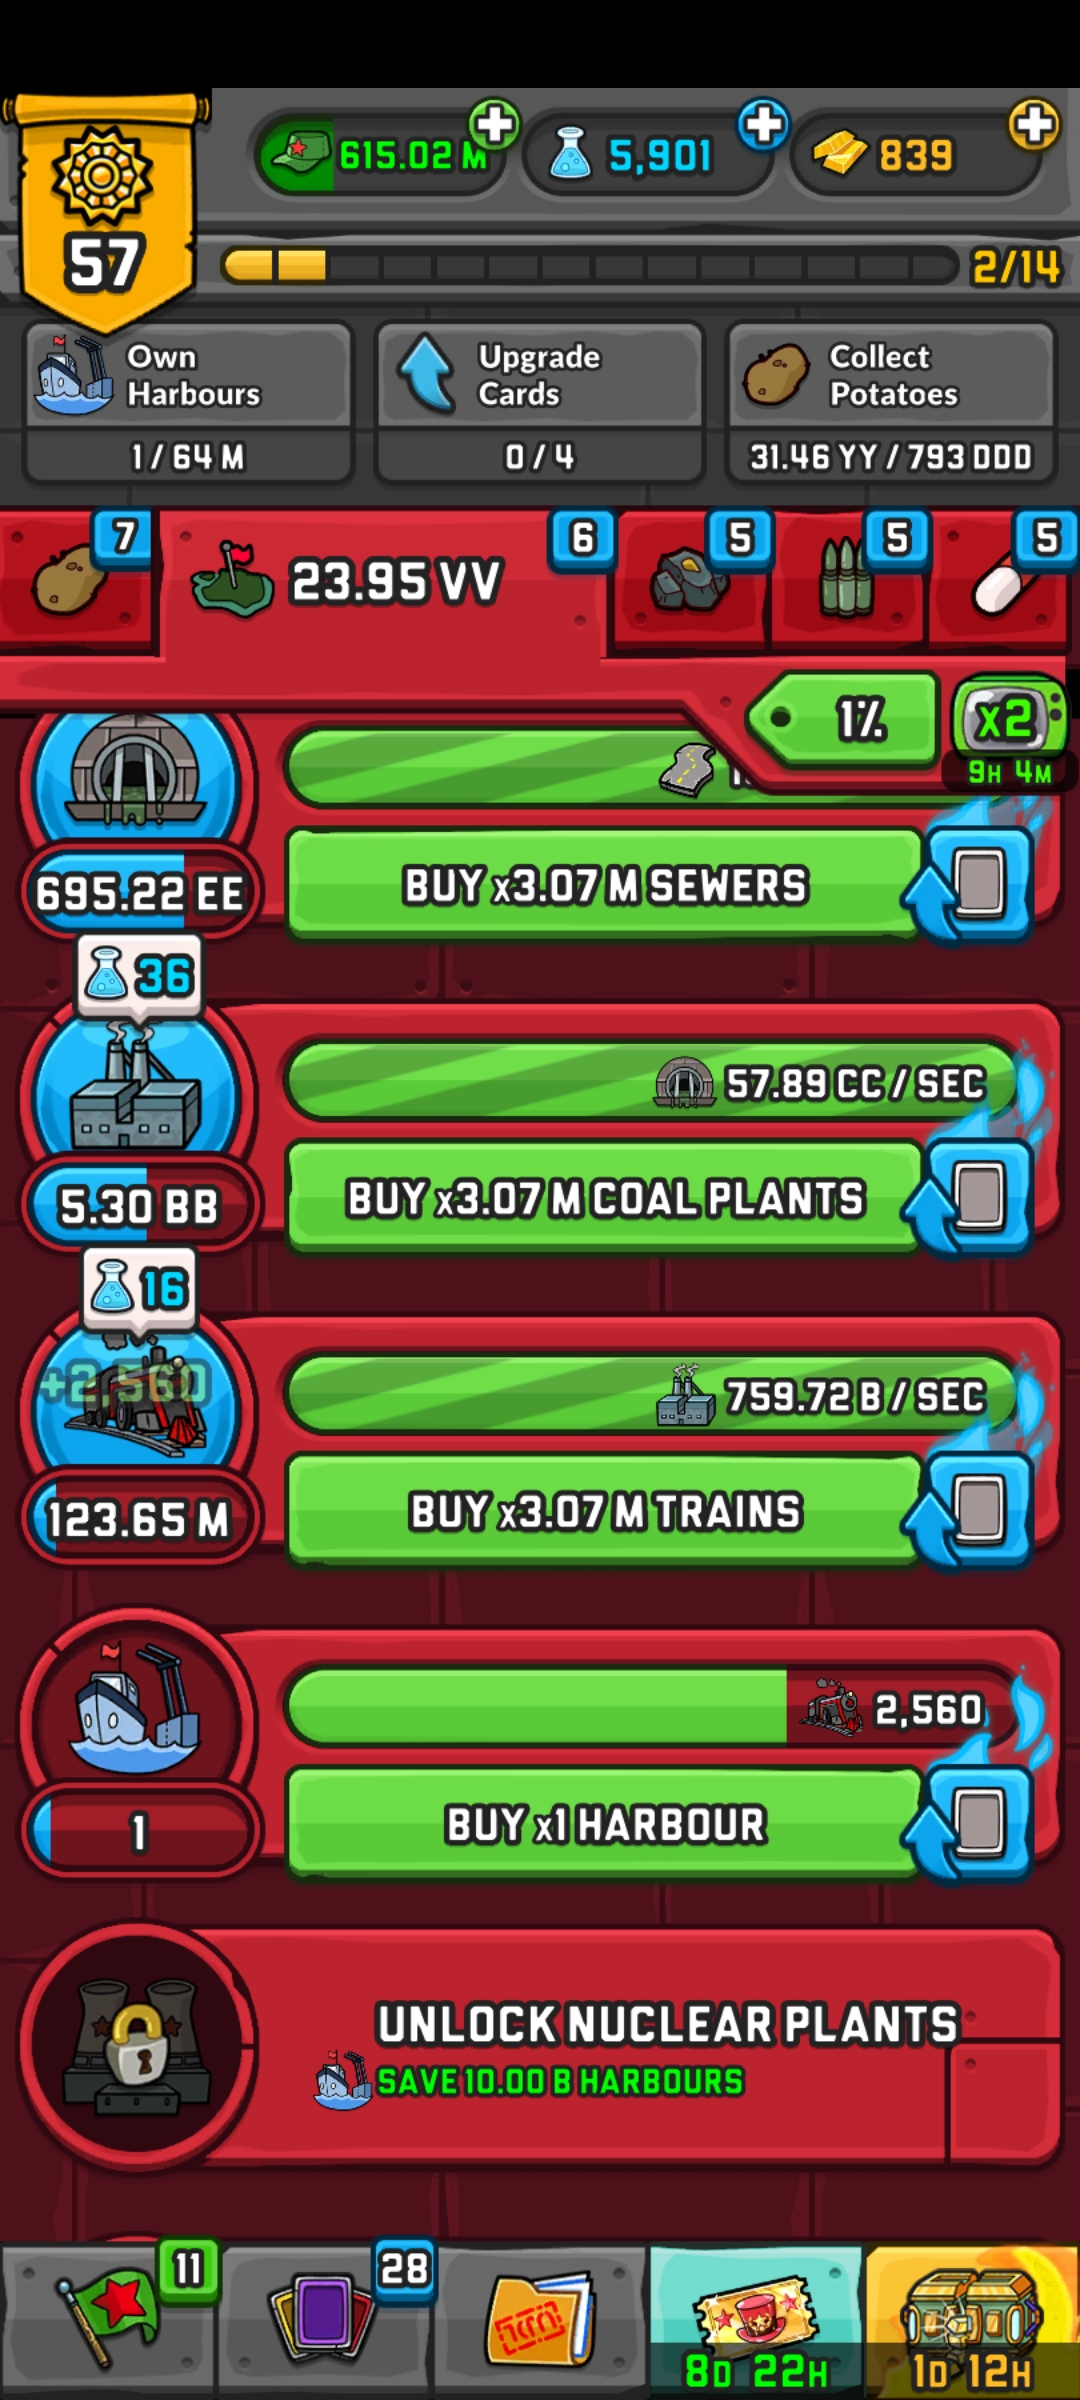 615.02 M
5,901
839
57
2/14
Own
Harbours
1 / 64 M
Upgrade
Cards
0 / 4
Collect
Potatoes
31.46 YY / 793 DDD
7
23.95 VV
6
5
5
5
1%
x2
9H 4M
695.22 EE
BUY x3.07 M SEWERS
36
57.89 CC / SEC
5.30 BB
BUY x3.07 M COAL PLANTS
16
+2,560
759.72 B / SEC
123.65 M
BUY x3.07 M TRAINS
2,560
1
BUY x1 HARBOUR
UNLOCK NUCLEAR PLANTS
SAVE 10.00 B HARBOURS
11
28
8D 22H
1D 12H